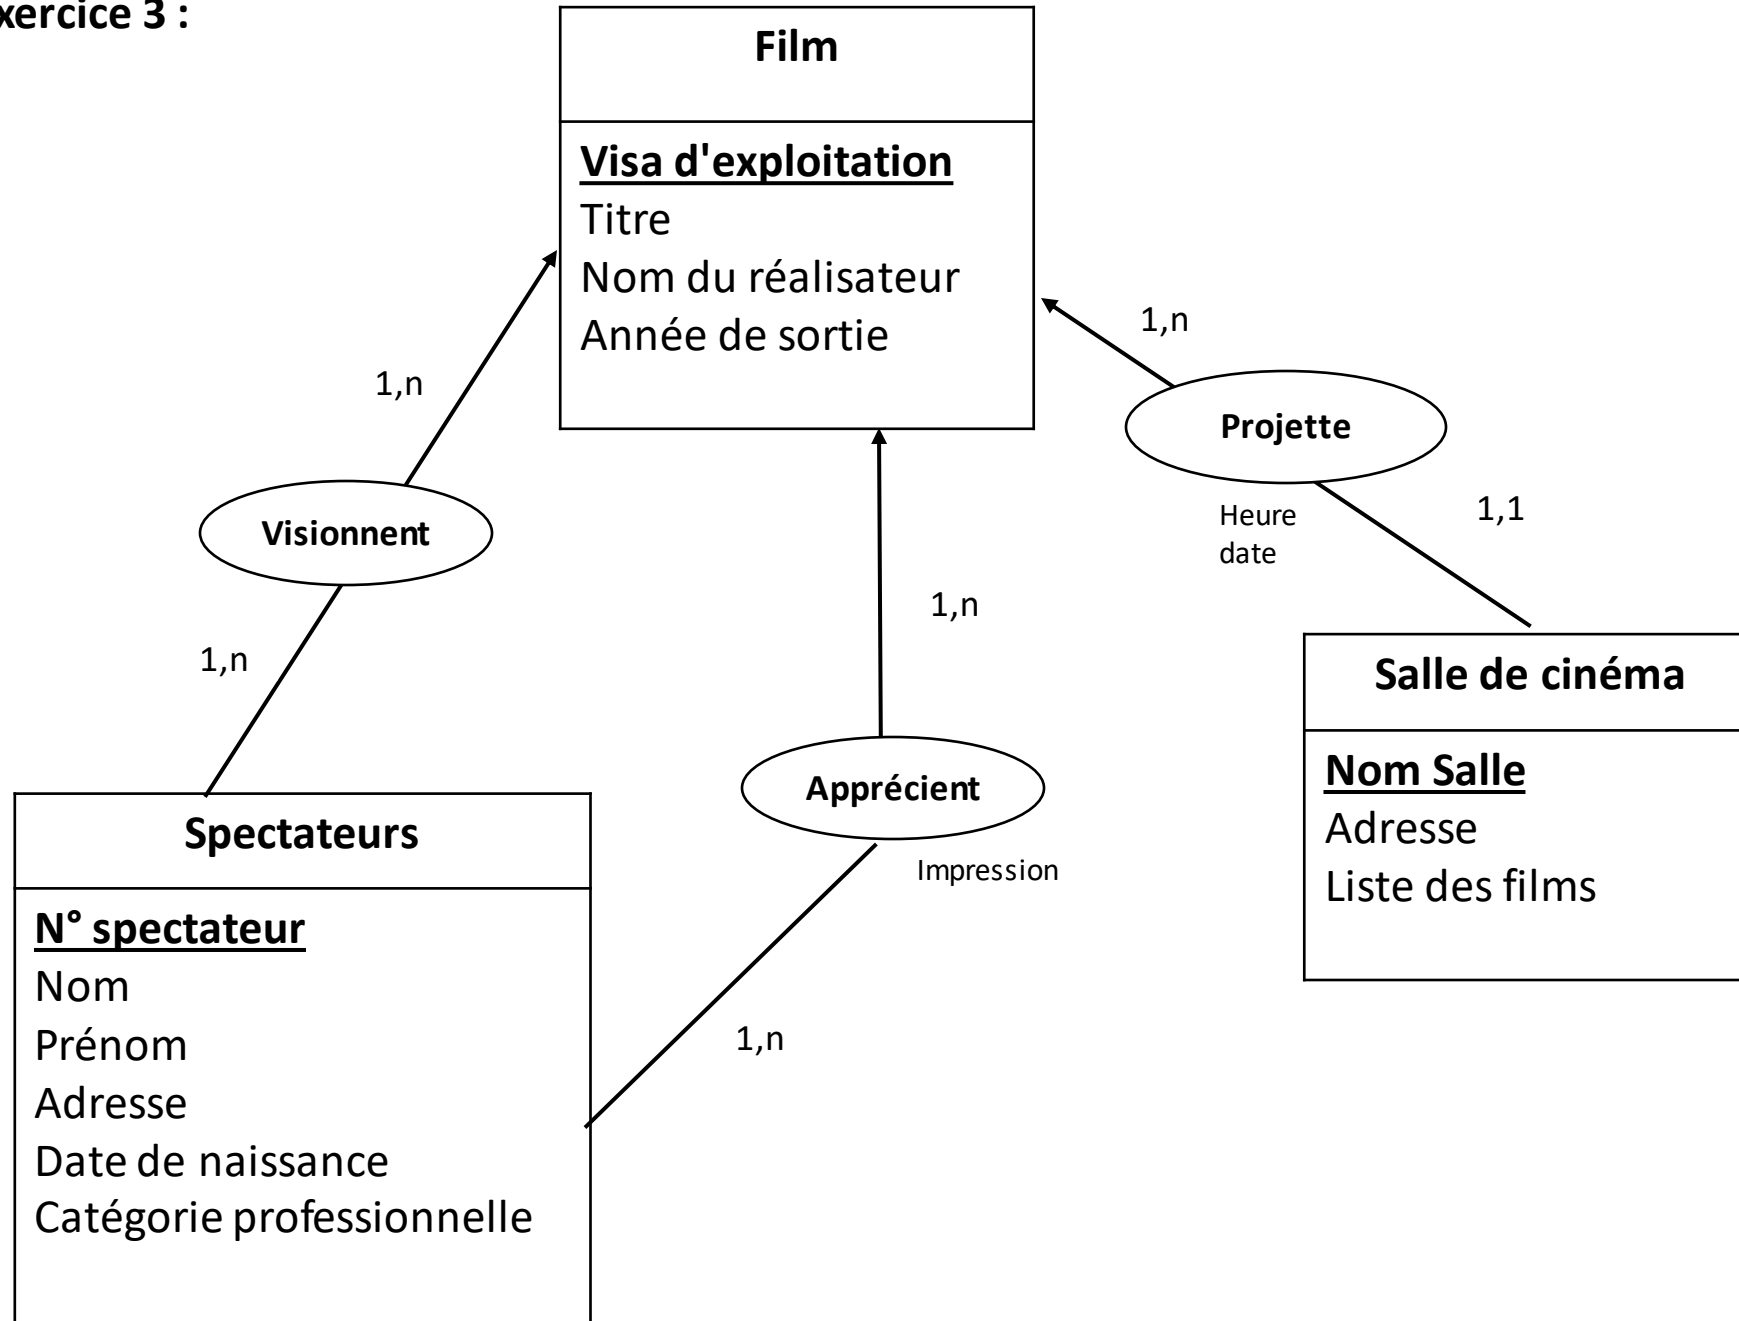 xercice 3 :
Film
Visa d'exploitation
Titre
Nom du réalisateur
Année de sortie
1,n
1,n
Projette
Heure
date
1,1
Visionnent
1,n
1,n
Salle de cinéma
Nom Salle
Adresse
Liste des films
Apprécient
Impression
1,n
Spectateurs
N° spectateur
Nom
Prénom
Adresse
Date de naissance
Catégorie professionnelle